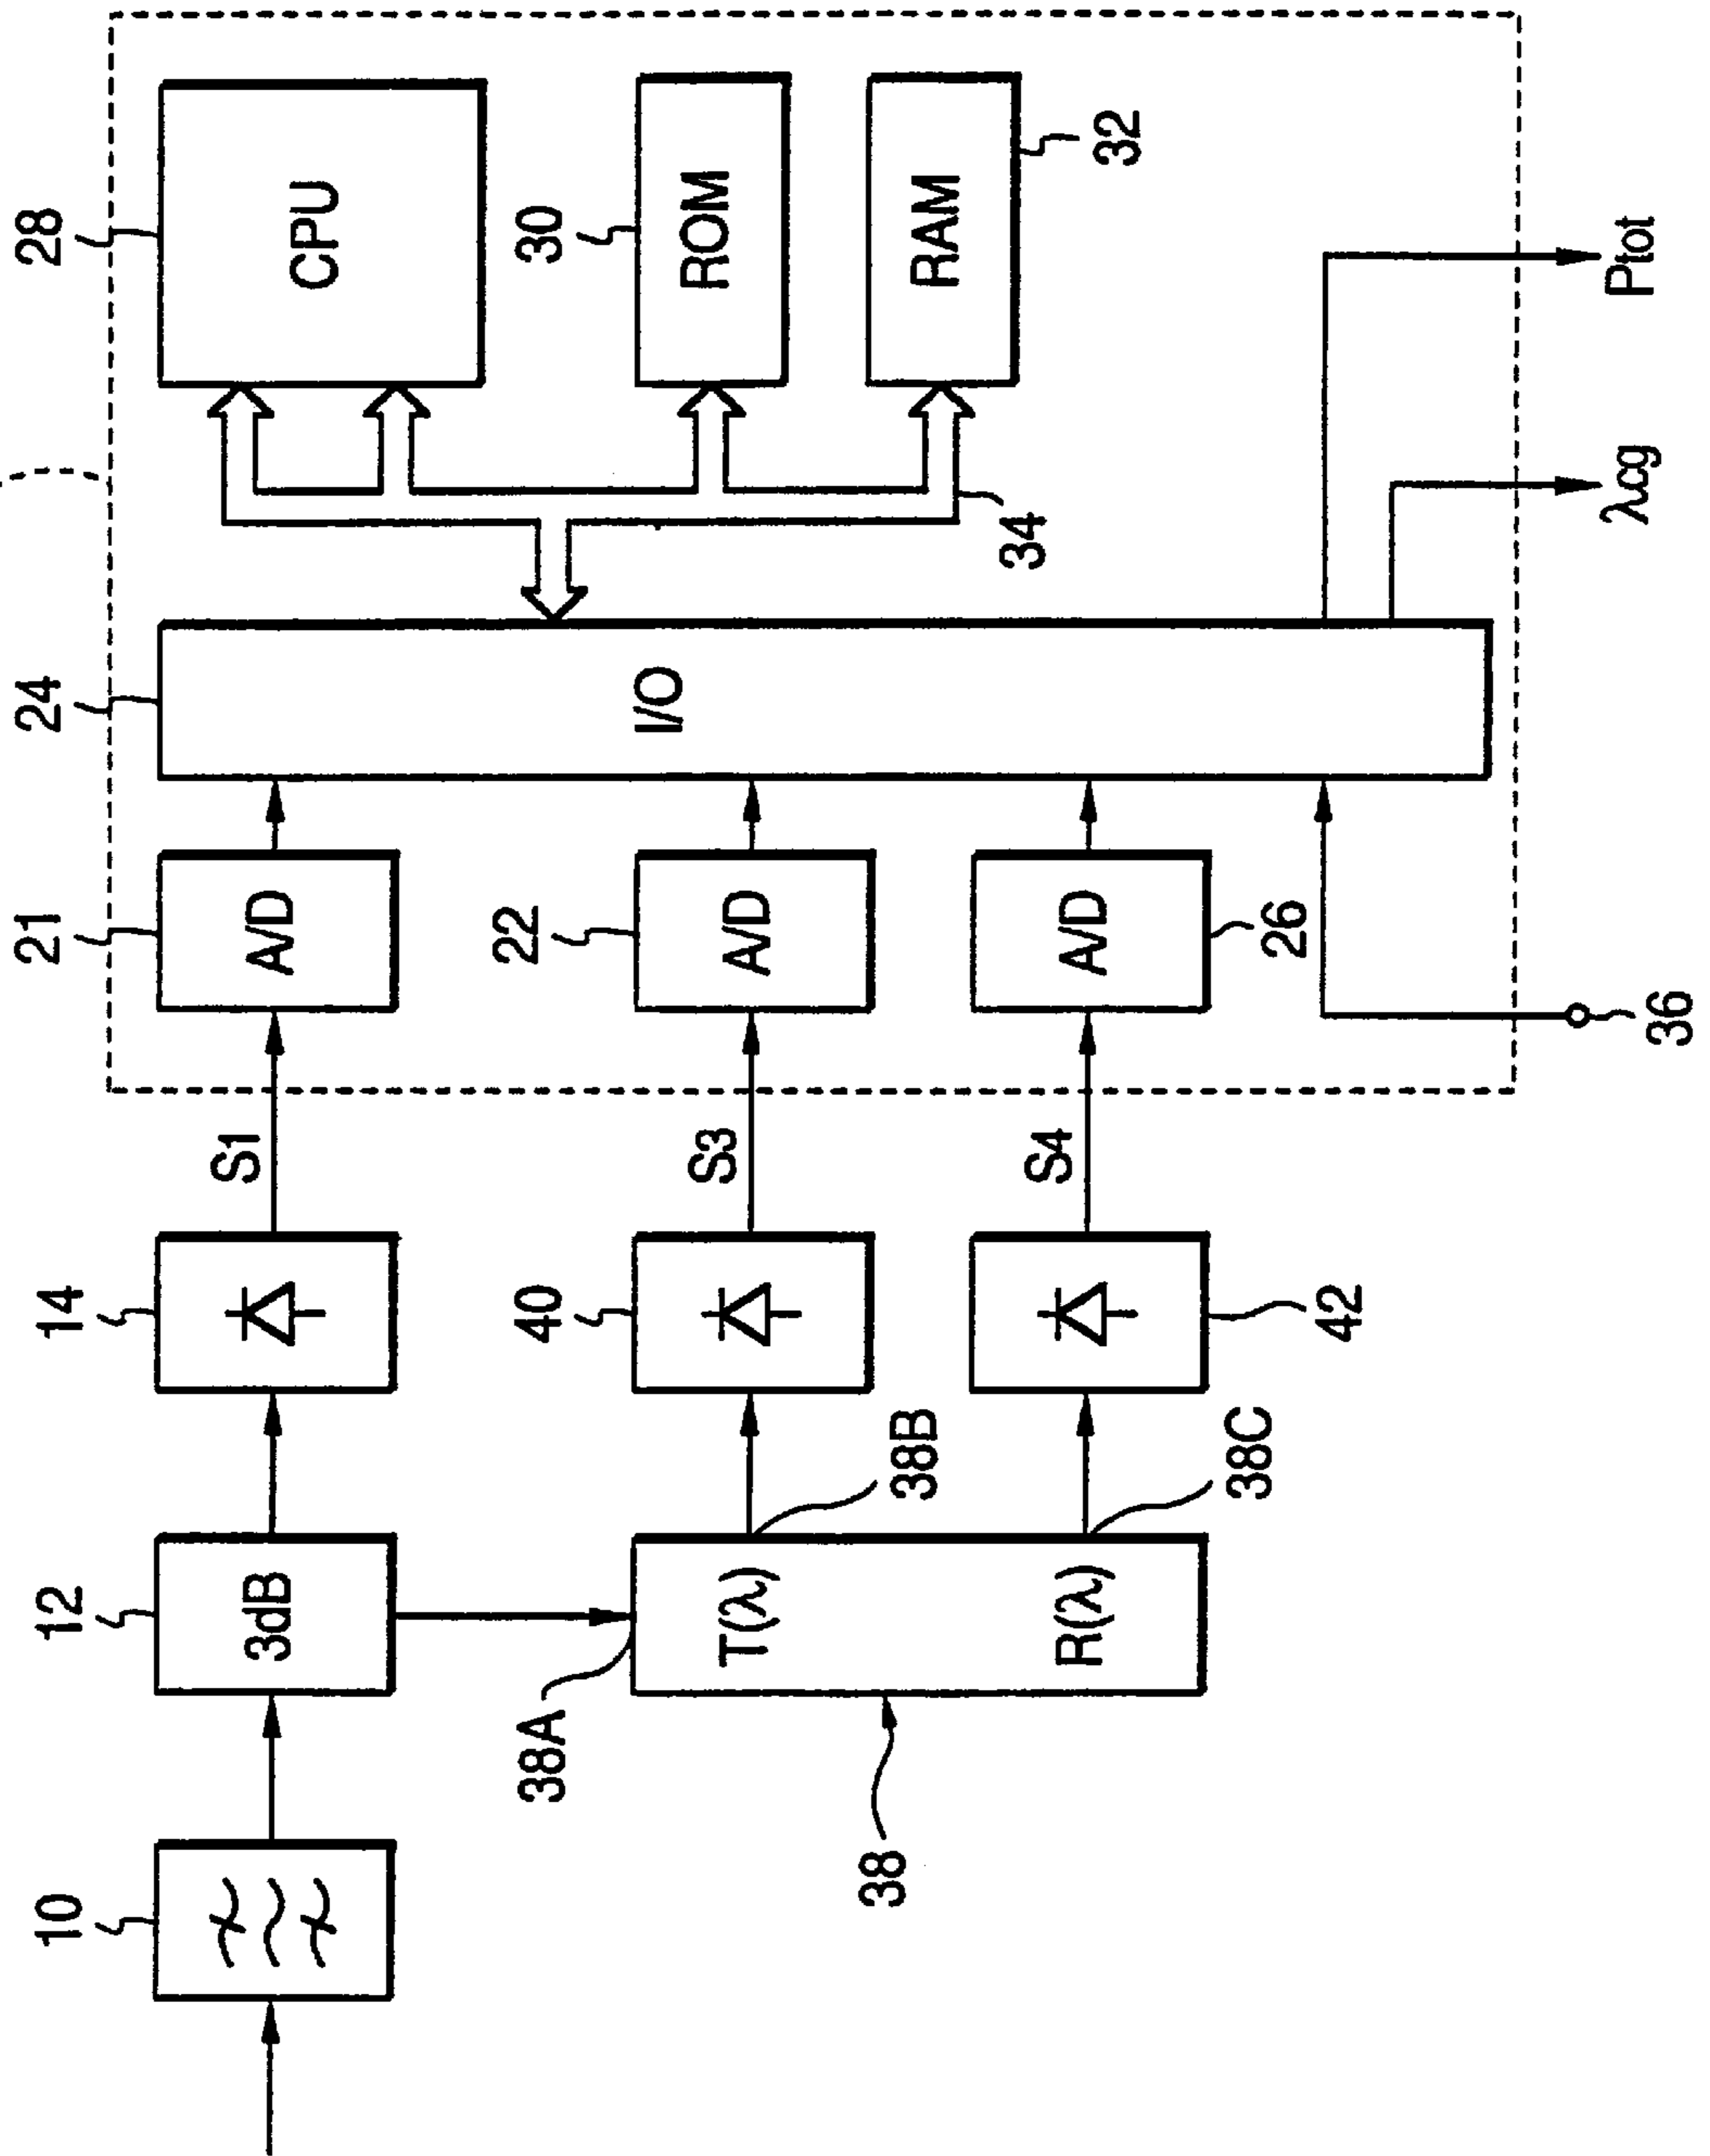 10
12
3dB
14
S1
21
A/D
24
I/O
28
CPU
38A
38
T(λ)
R(λ)
38B
38C
40
S3
22
A/D
30
ROM
42
S4
26
A/D
32
RAM
34
36
λcg
Ptot